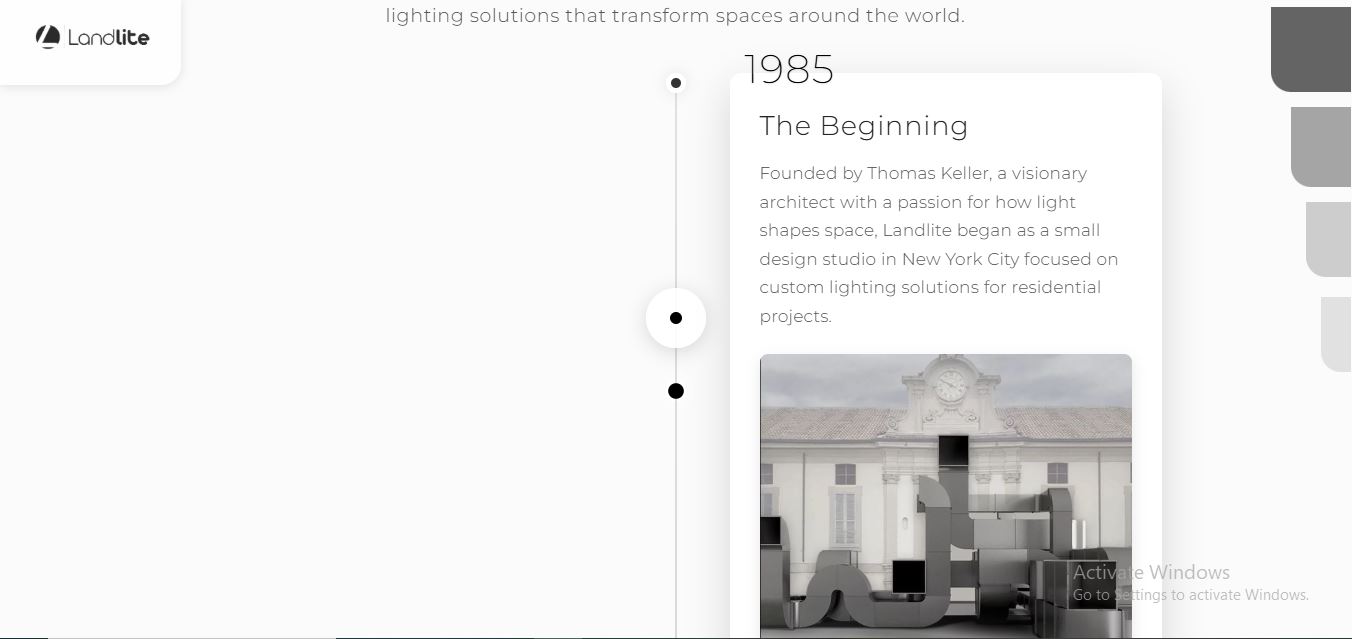 lighting solutions that transform spaces around the world.
Landlite
1985
The Beginning
Founded by Thomas Keller, a visionary
architect with a passion for how light
shapes space, Landlite began as a small
design studio in New York City focused on
custom lighting solutions for residential
projects.
Activate Windows
Go to Settings to activate Windows.